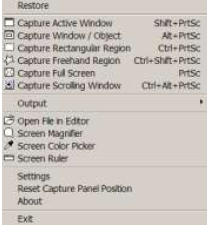 Restore
Capture Active Window Shift+PrtSc
Capture Window / Object Alt+PrtSc
Capture Rectangular Region Ctrl+PrtSc
Capture Freehand Region Ctrl+Shift+PrtSc
Capture Full Screen PrtSc
Capture Scrolling Window Ctrl+Alt+PrtSc
Output
Open File in Editor
Screen Magnifier
Screen Color Picker
Screen Ruler
Settings
Reset Capture Panel Position
About
Exit